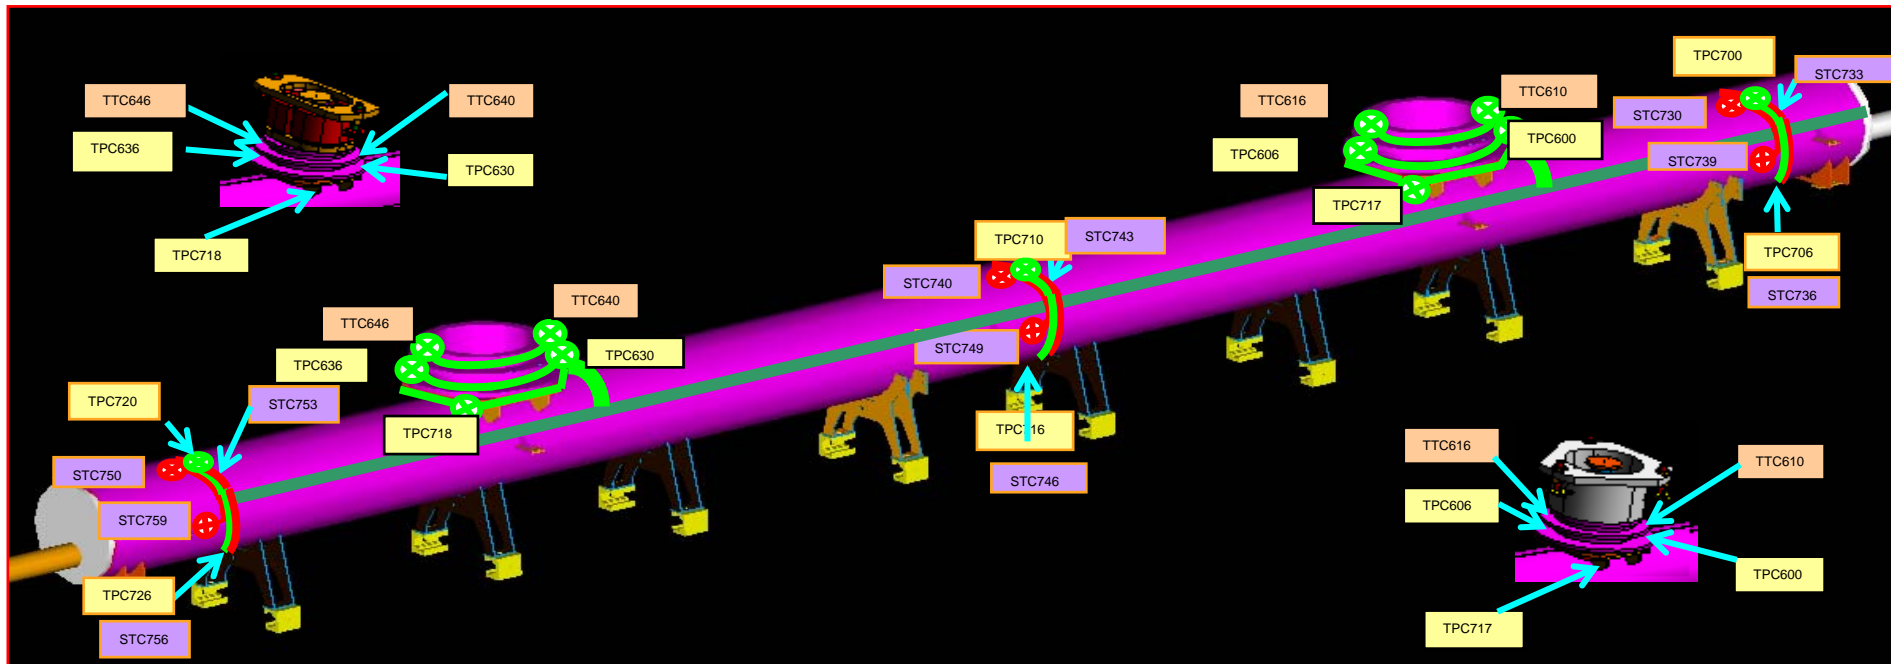 TPC700
STC733
TTC646
TTC640
TTC616
TTC610
STC730
TPC636
TPC630
TPC606
TPC600
STC739
TPC717
TPC718
TPC710
STC743
TPC706
STC740
STC736
TTC640
TTC646
STC749
TPC630
TPC636
TPC720
STC753
TPC718
TPC716
TTC616
TTC610
STC750
STC746
TPC606
STC759
TPC600
TPC726
TPC717
STC756